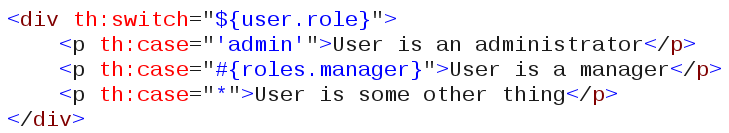 <div th:switch="${user.role}">
    <p th:case="'admin'">User is an administrator</p>
    <p th:case="#{roles.manager}">User is a manager</p>
    <p th:case="*">User is some other thing</p>
</div>